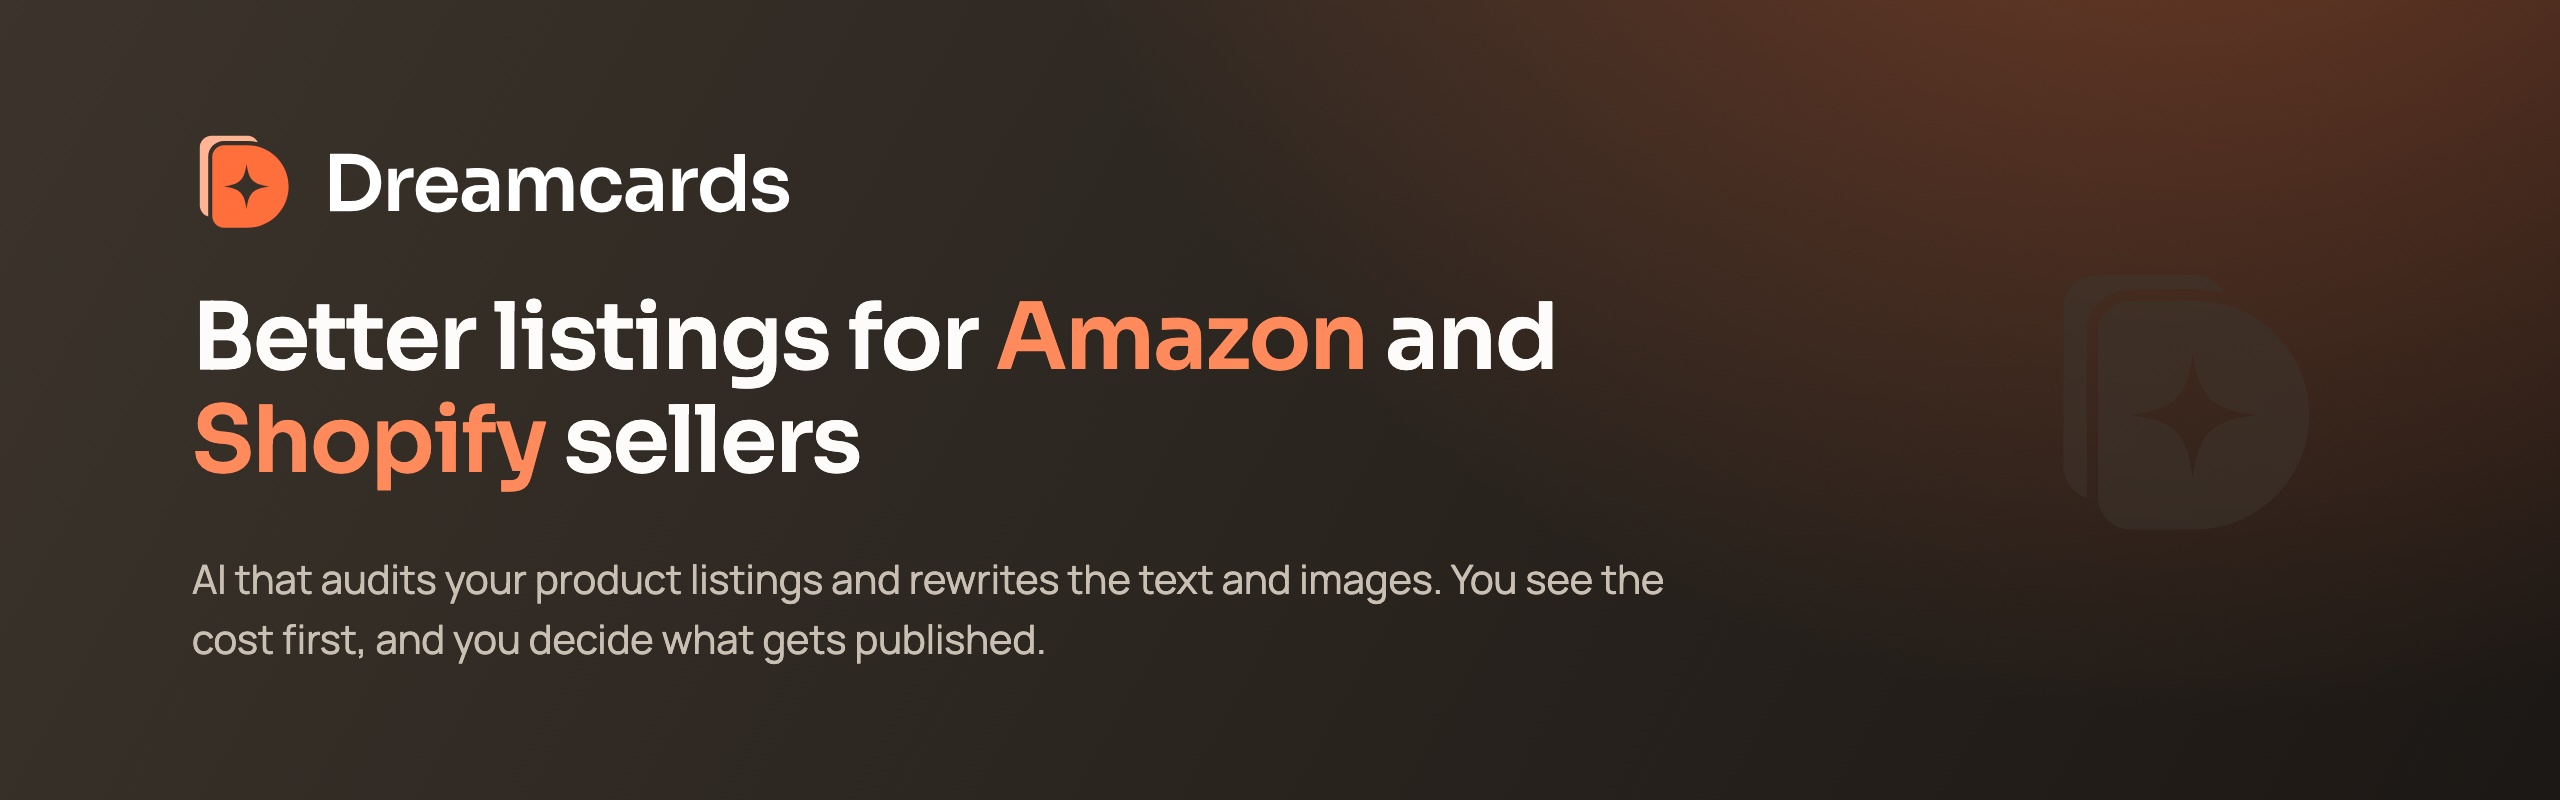 Dreamcards
Better listings for Amazon and
Shopify sellers
AI that audits your product listings and rewrites the text and images. You see the
cost first, and you decide what gets published.